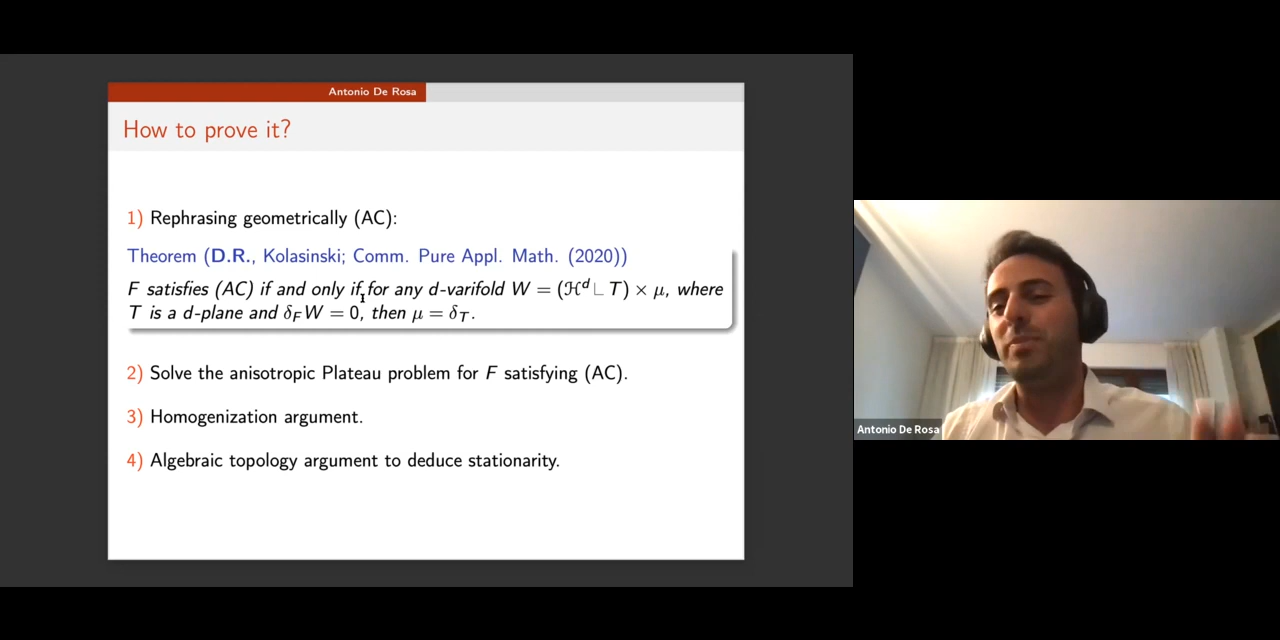 Antonio De Rosa
How to prove it?
1) Rephrasing geometrically (AC):
Theorem (D.R., Kolasinski; Comm. Pure Appl. Math. (2020))
F satisfies (AC) if and only if for any d-varifold W = (ℋᵈ ∟ T) × μ, where
T is a d-plane and δ_F W = 0, then μ = δ_T.
2) Solve the anisotropic Plateau problem for F satisfying (AC).
3) Homogenization argument.
4) Algebraic topology argument to deduce stationarity.
Antonio De Rosa